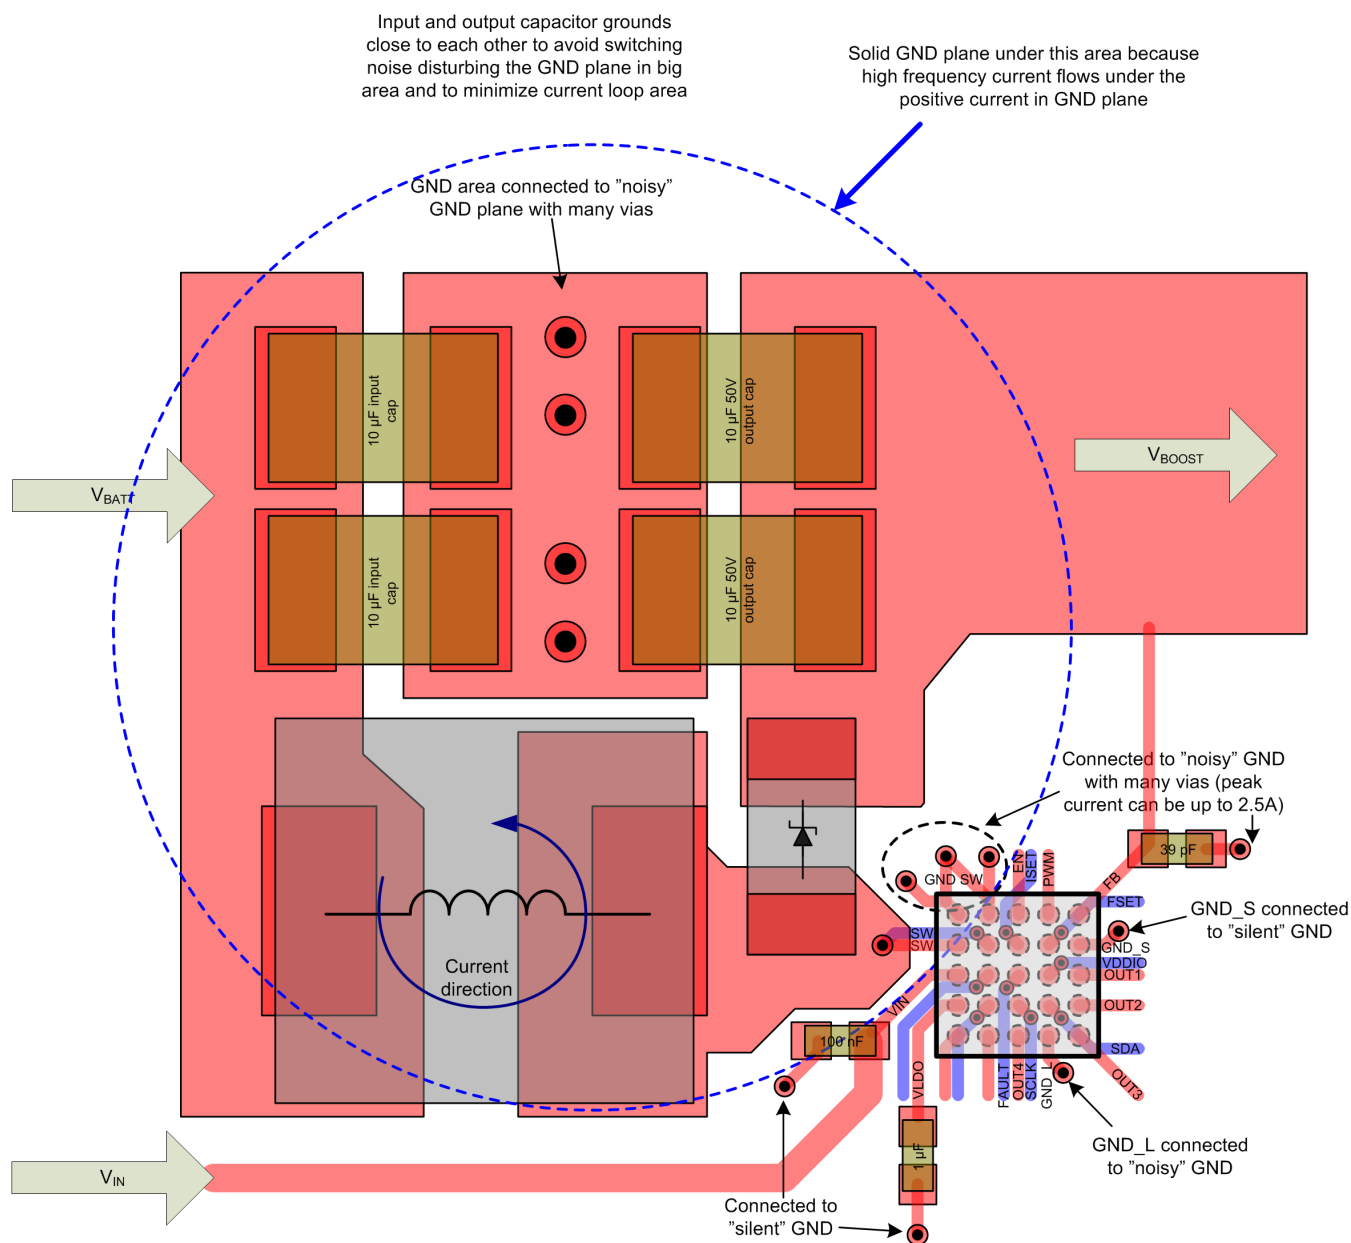 Input and output capacitor grounds
close to each other to avoid switching
noise disturbing the GND plane in big
area and to minimize current loop area
Solid GND plane under this area because
high frequency current flows under the
positive current in GND plane
GND area connected to ”noisy”
GND plane with many vias
10 µF input
cap
10 µF 50V
output cap
VBATT
VBOOST
10 µF input
cap
10 µF 50V
output cap
Connected to ”noisy” GND
with many vias (peak
current can be up to 2.5A)
39 pF
GND SW
EN
ISET
PWM
FB
FSET
GND_S connected
to ”silent” GND
SW
SW
GND_S
VDDIO
OUT1
Current
direction
VIN
OUT2
100 nF
SDA
VLDO
FAULT
OUT4
SCLK
GND_L
OUT3
GND_L connected
to ”noisy” GND
1 µF
VIN
Connected to
”silent” GND